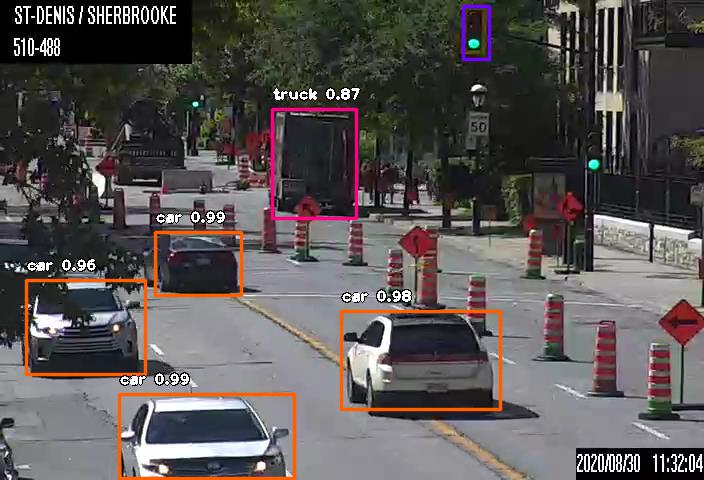 ST-DENIS / SHERBROOKE
510-488
truck 0.87
50
car 0.99
car 0.96
car 0.98
car 0.99
2020/08/30 11:32:04